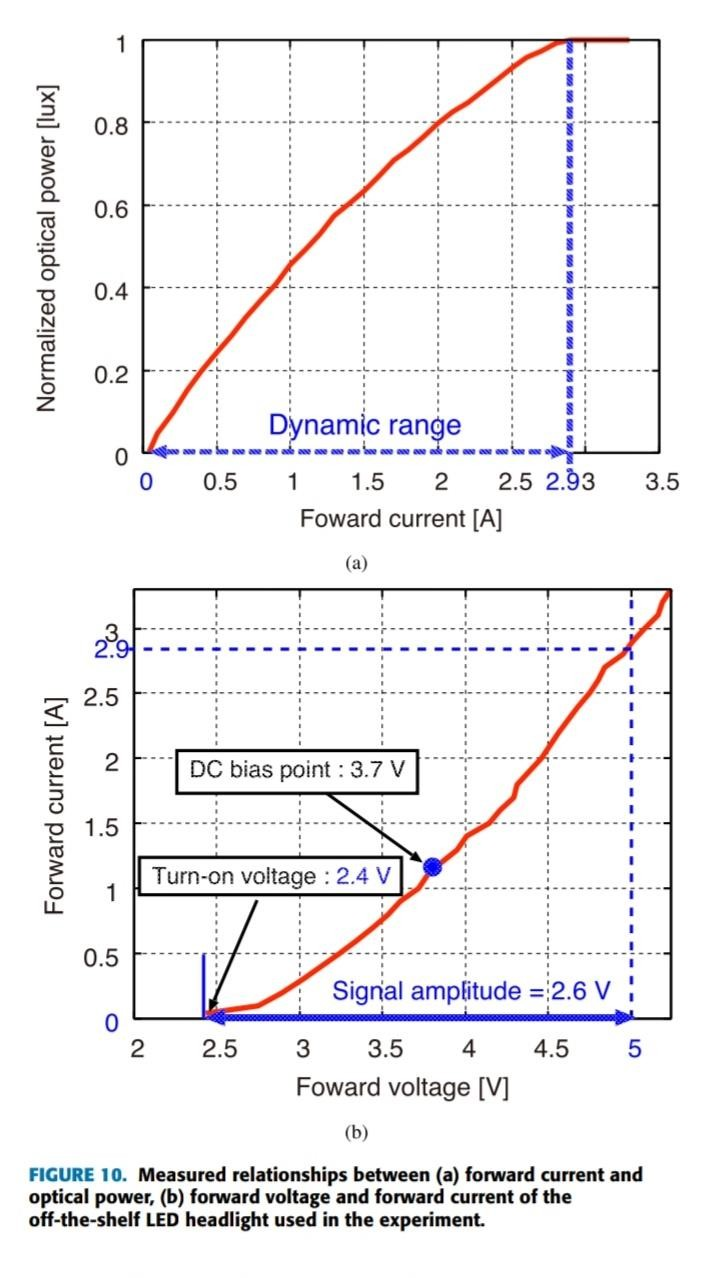 1
0.8
0.6
0.4
0.2
0
Normalized optical power [lux]
Dynamic range
0 0.5 1 1.5 2 2.5 2.9 3 3.5
Foward current [A]
(a)
3
2.9
2.5
2
1.5
1
0.5
0
Forward current [A]
DC bias point : 3.7 V
Turn-on voltage : 2.4 V
Signal amplitude = 2.6 V
2 2.5 3 3.5 4 4.5 5
Foward voltage [V]
(b)
FIGURE 10. Measured relationships between (a) forward current and
optical power, (b) forward voltage and forward current of the
off-the-shelf LED headlight used in the experiment.